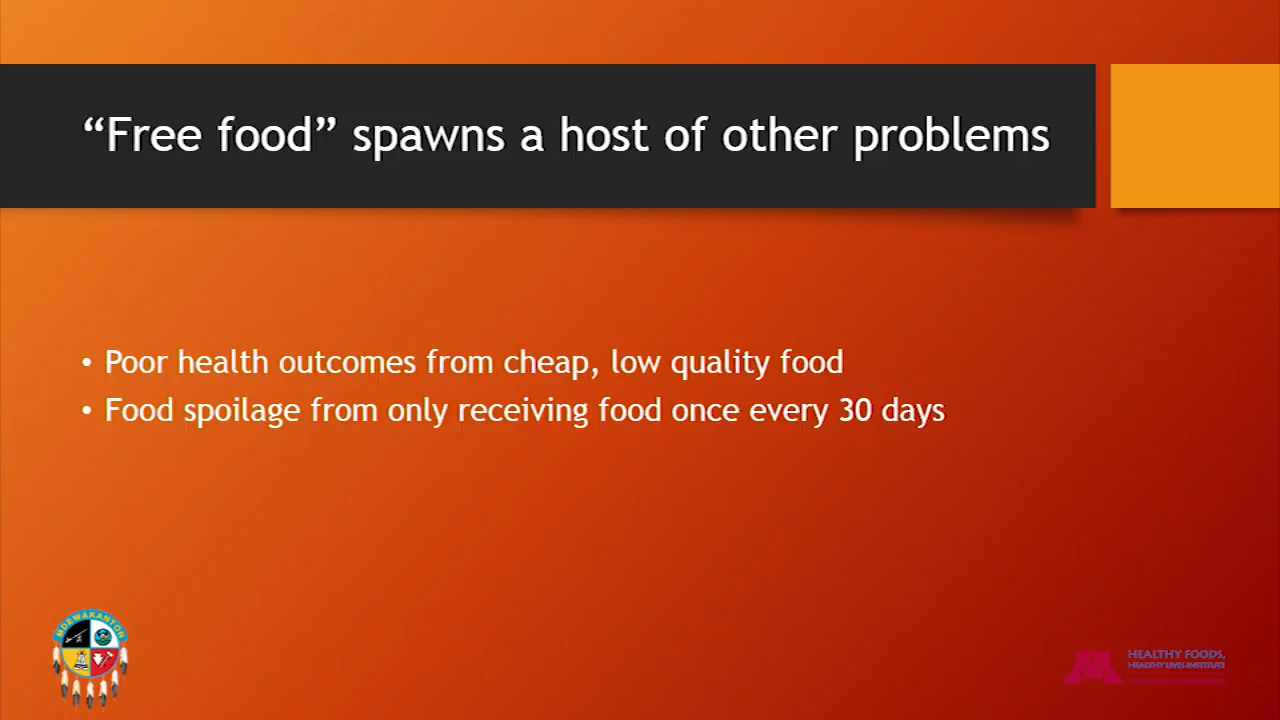 “Free food” spawns a host of other problems
• Poor health outcomes from cheap, low quality food
• Food spoilage from only receiving food once every 30 days
MDEWAKANTON
HEALTHY FOODS,
HEALTHY LIVES INSTITUTE